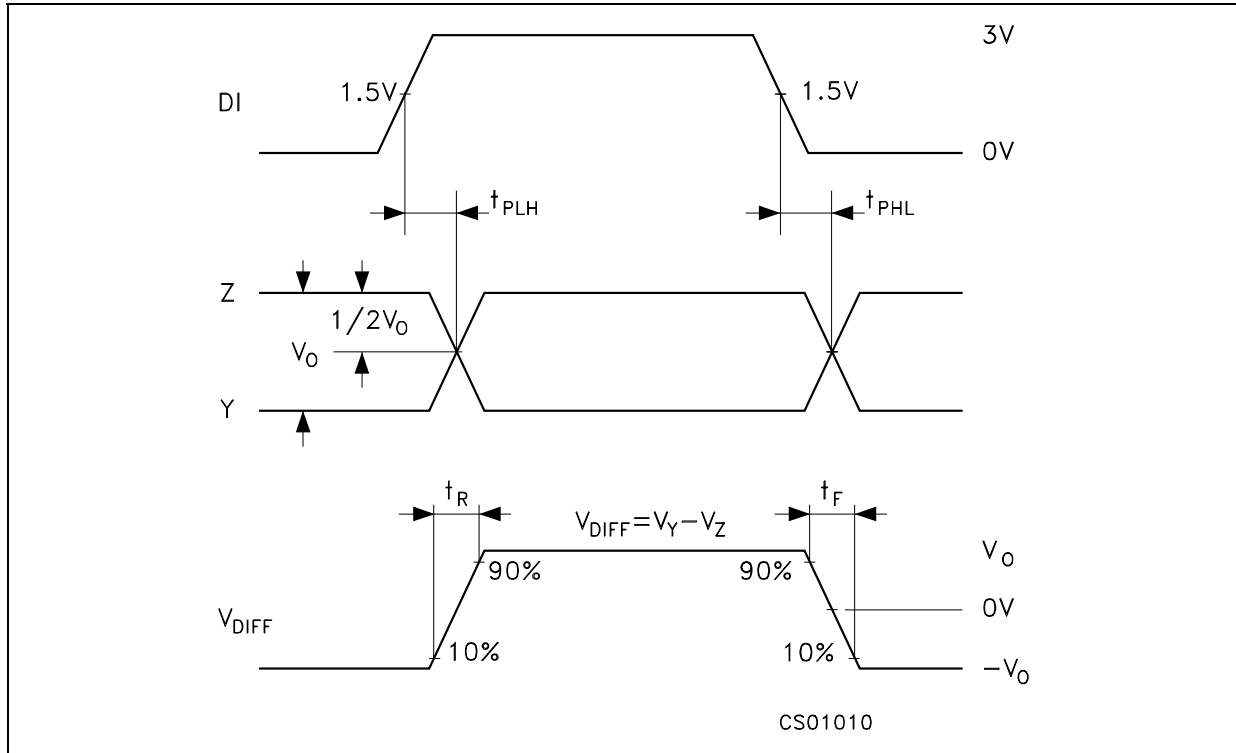 3V
1.5V
1.5V
DI
0V
tPLH
tPHL
Z
1/2VO
VO
Y
tR
tF
VDIFF=VY−VZ
VO
90%
90%
0V
VDIFF
10%
10%
−VO
CS01010